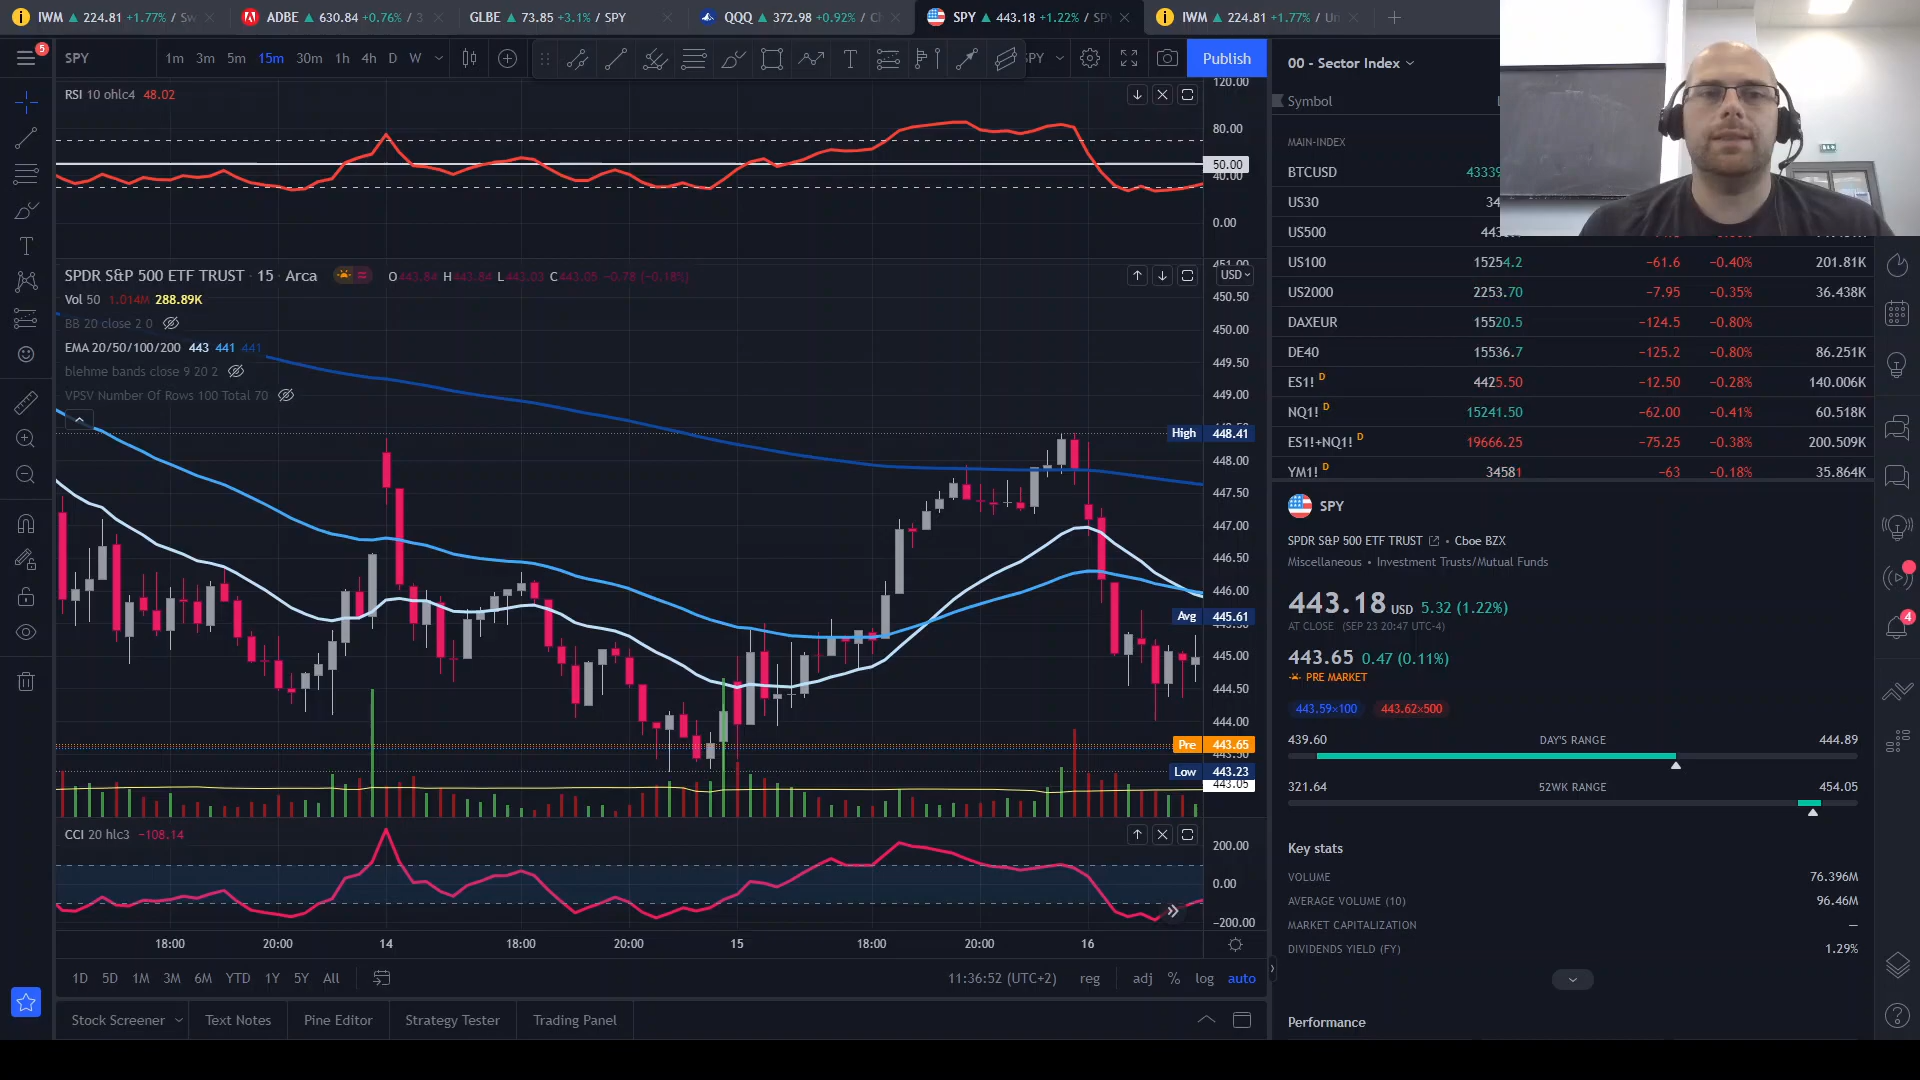 IWM 224.81 +1.77% / Sw
ADBE 630.84 +0.76% / 3
GLBE 73.85 +3.1% / SPY
QQQ 372.98 +0.92% / Cl
SPY 443.18 +1.22% / SP
IWM 224.81 +1.77% / Un
5
SPY
1m 3m 5m 15m 30m 1h 4h D W
SPY
Publish
00 - Sector Index
RSI 10 ohlc4 48.02
120.00
80.00
50.00
40.00
0.00
Symbol
MAIN-INDEX
BTCUSD 43339
US30 34
US500 443
US100 15254.2 −61.6 −0.40% 201.81K
US2000 2253.70 −7.95 −0.35% 36.438K
DAXEUR 15520.5 −124.5 −0.80%
DE40 15536.7 −125.2 −0.80% 86.251K
ES1! D 4425.50 −12.50 −0.28% 140.006K
NQ1! D 15241.50 −62.00 −0.41% 60.518K
ES1!+NQ1! D 19666.25 −75.25 −0.38% 200.509K
YM1! D 34581 −63 −0.18% 35.864K
SPDR S&P 500 ETF TRUST · 15 · Arca O443.84 H443.84 L443.03 C443.05 −0.78 (−0.18%)
Vol 50 1.014M 288.89K
BB 20 close 2 0
EMA 20/50/100/200 443 441 441
blehme bands close 9 20 2
VPSV Number Of Rows 100 Total 70
USD
451.00
450.50
450.00
449.50
449.00
High 448.41
448.00
447.50
447.00
446.50
446.00
Avg 445.61
445.00
444.50
444.00
Pre 443.65
443.50
Low 443.23
443.05
CCI 20 hlc3 −108.14
200.00
0.00
−200.00
18:00 20:00 14 18:00 20:00 15 18:00 20:00 16
1D 5D 1M 3M 6M YTD 1Y 5Y All
11:36:52 (UTC+2) reg adj % log auto
Stock Screener Text Notes Pine Editor Strategy Tester Trading Panel
SPY
SPDR S&P 500 ETF TRUST • Cboe BZX
Miscellaneous • Investment Trusts/Mutual Funds
443.18 USD 5.32 (1.22%)
AT CLOSE (SEP 23 20:47 UTC-4)
443.65 0.47 (0.11%)
PRE MARKET
443.59×100 443.62×500
439.60 DAY'S RANGE 444.89
321.64 52WK RANGE 454.05
Key stats
VOLUME 76.396M
AVERAGE VOLUME (10) 96.46M
MARKET CAPITALIZATION —
DIVIDENDS YIELD (FY) 1.29%
Performance
4